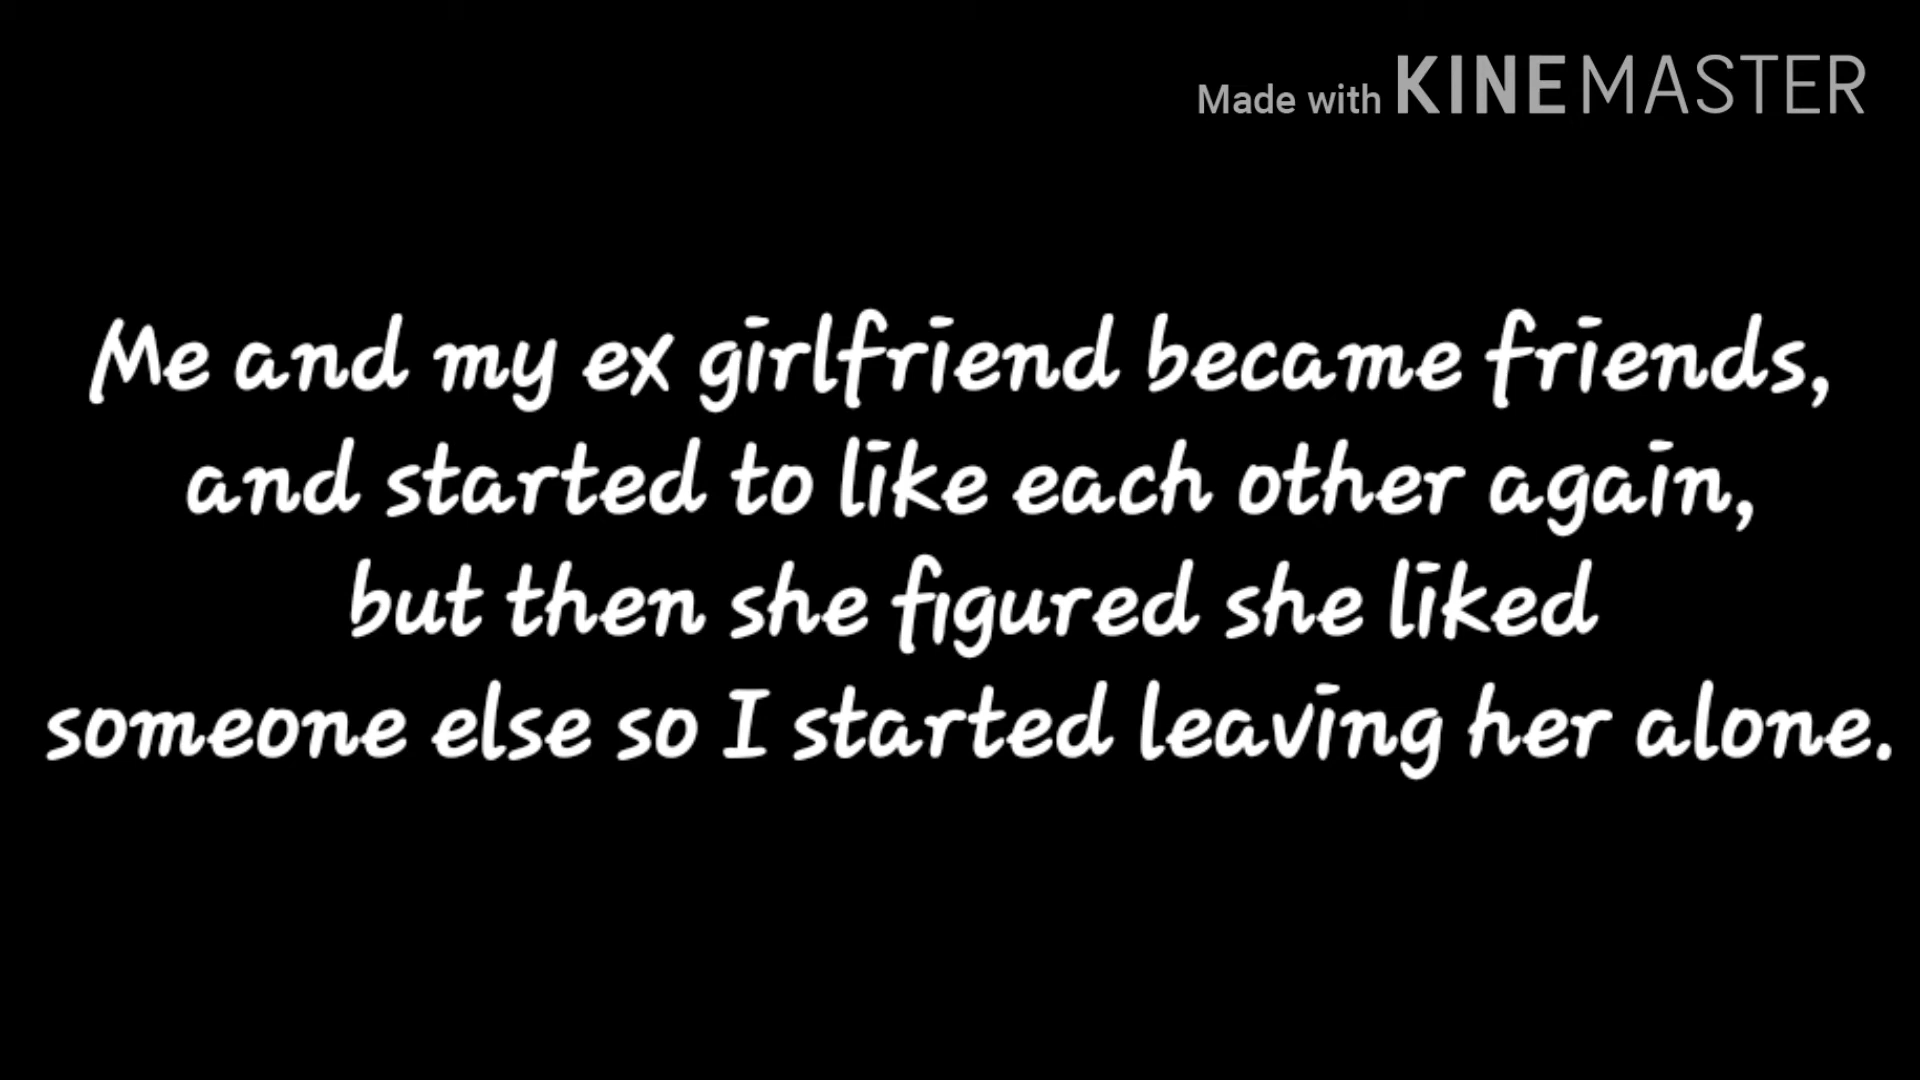 Made with KINEMASTER
Me and my ex girlfriend became friends,
and started to like each other again,
but then she figured she liked
someone else so I started leaving her alone.